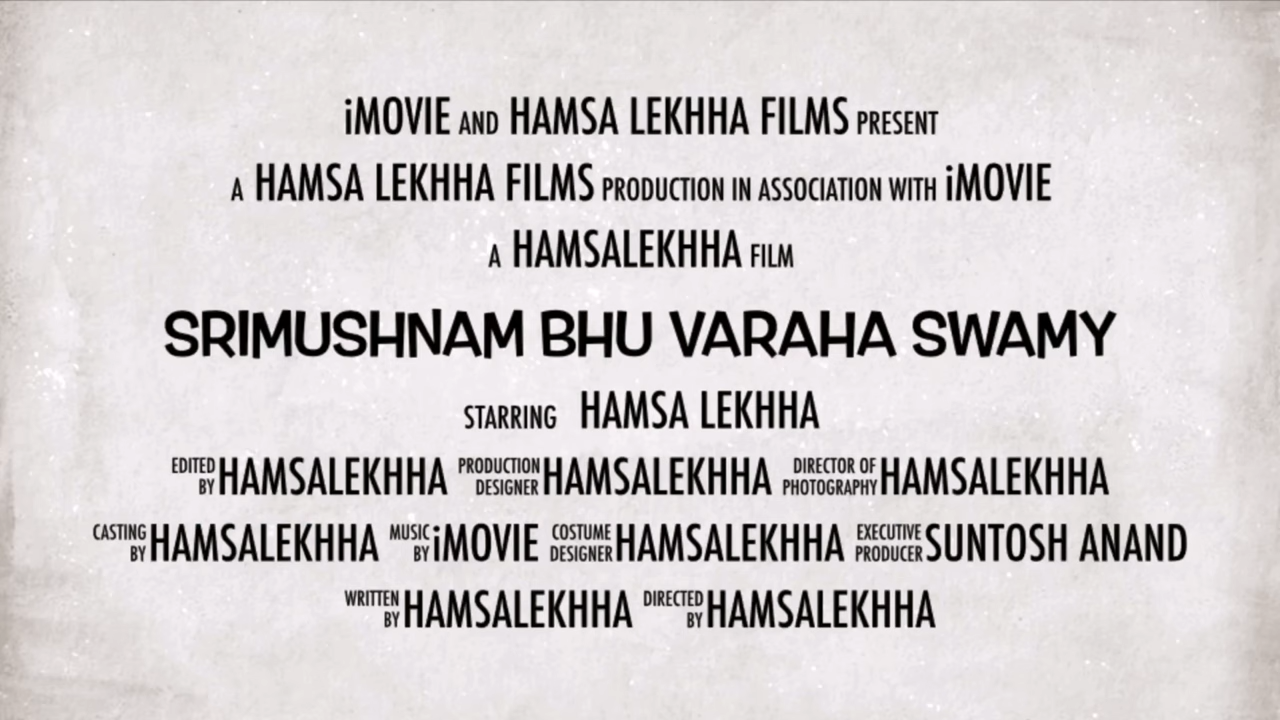 iMOVIE AND HAMSA LEKHHA FILMS PRESENT
A HAMSA LEKHHA FILMS PRODUCTION IN ASSOCIATION WITH iMOVIE
A HAMSALEKHHA FILM
SRIMUSHNAM BHU VARAHA SWAMY
STARRING HAMSA LEKHHA
EDITED BY HAMSALEKHHA PRODUCTION DESIGNER HAMSALEKHHA DIRECTOR OF PHOTOGRAPHY HAMSALEKHHA
CASTING BY HAMSALEKHHA MUSIC BY iMOVIE COSTUME DESIGNER HAMSALEKHHA EXECUTIVE PRODUCER SUNTOSH ANAND
WRITTEN BY HAMSALEKHHA DIRECTED BY HAMSALEKHHA